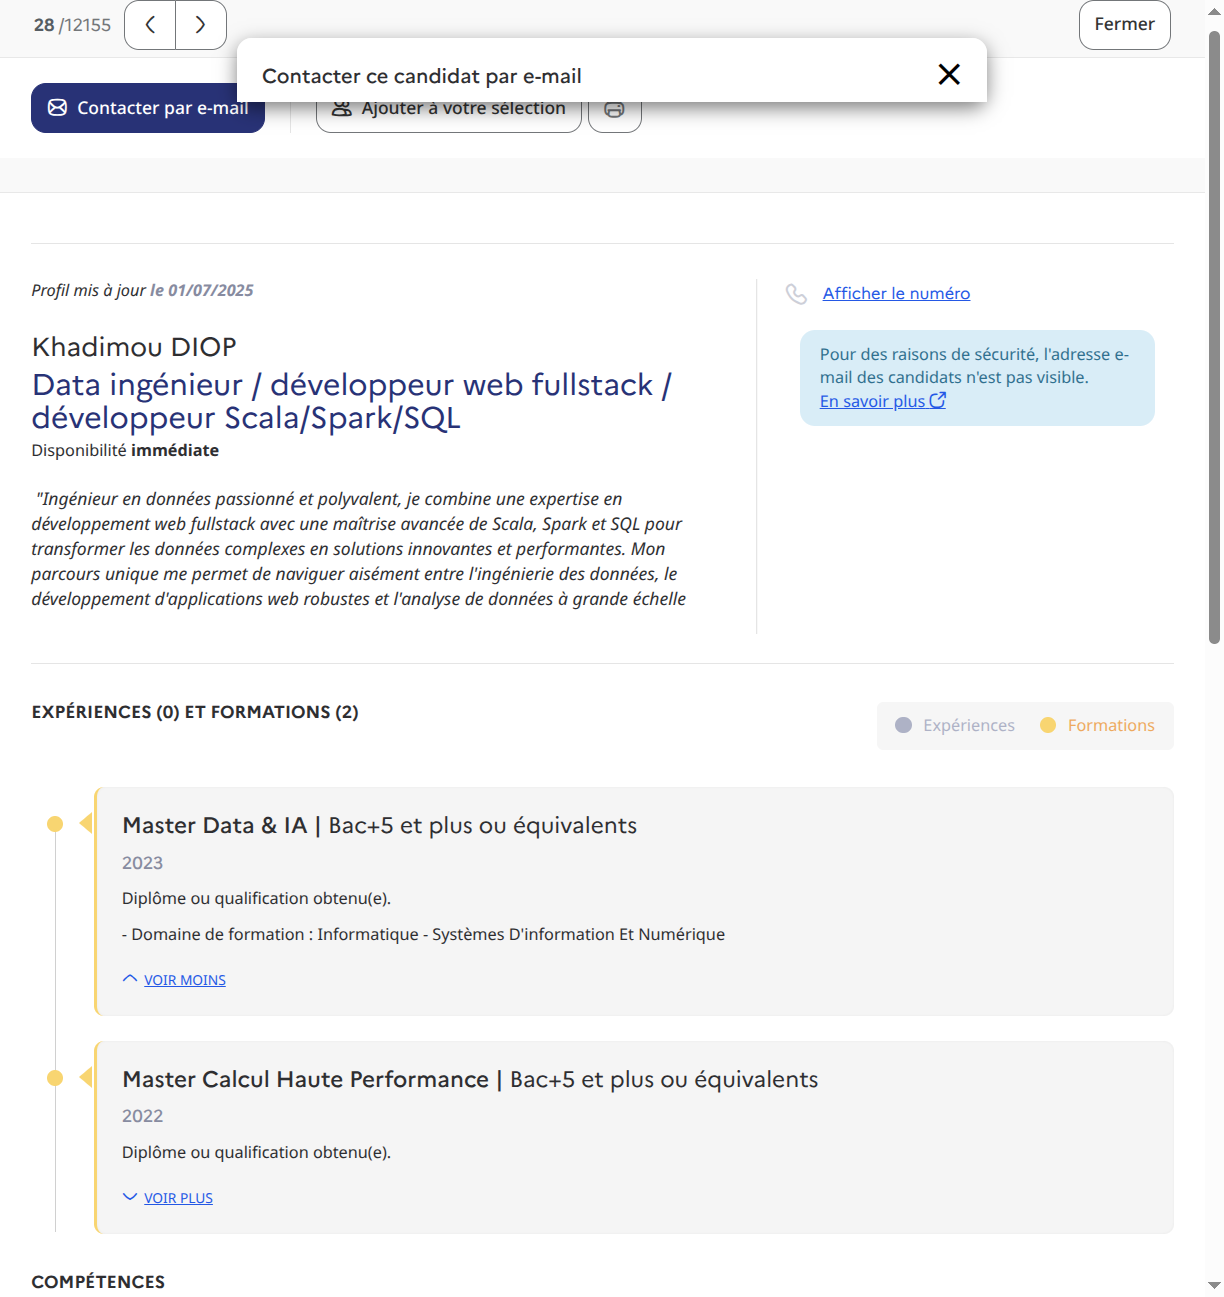 28 /12155
Fermer
Contacter ce candidat par e-mail
Contacter par e-mail
Ajouter à votre sélection
Profil mis à jour le 01/07/2025
Afficher le numéro
Khadimou DIOP
Data ingénieur / développeur web fullstack /
développeur Scala/Spark/SQL
Disponibilité immédiate
Pour des raisons de sécurité, l'adresse e-
mail des candidats n'est pas visible.
En savoir plus
"Ingénieur en données passionné et polyvalent, je combine une expertise en
développement web fullstack avec une maîtrise avancée de Scala, Spark et SQL pour
transformer les données complexes en solutions innovantes et performantes. Mon
parcours unique me permet de naviguer aisément entre l'ingénierie des données, le
développement d'applications web robustes et l'analyse de données à grande échelle
EXPÉRIENCES (0) ET FORMATIONS (2)
Expériences
Formations
Master Data & IA | Bac+5 et plus ou équivalents
2023
Diplôme ou qualification obtenu(e).
- Domaine de formation : Informatique - Systèmes D'information Et Numérique
VOIR MOINS
Master Calcul Haute Performance | Bac+5 et plus ou équivalents
2022
Diplôme ou qualification obtenu(e).
VOIR PLUS
COMPÉTENCES